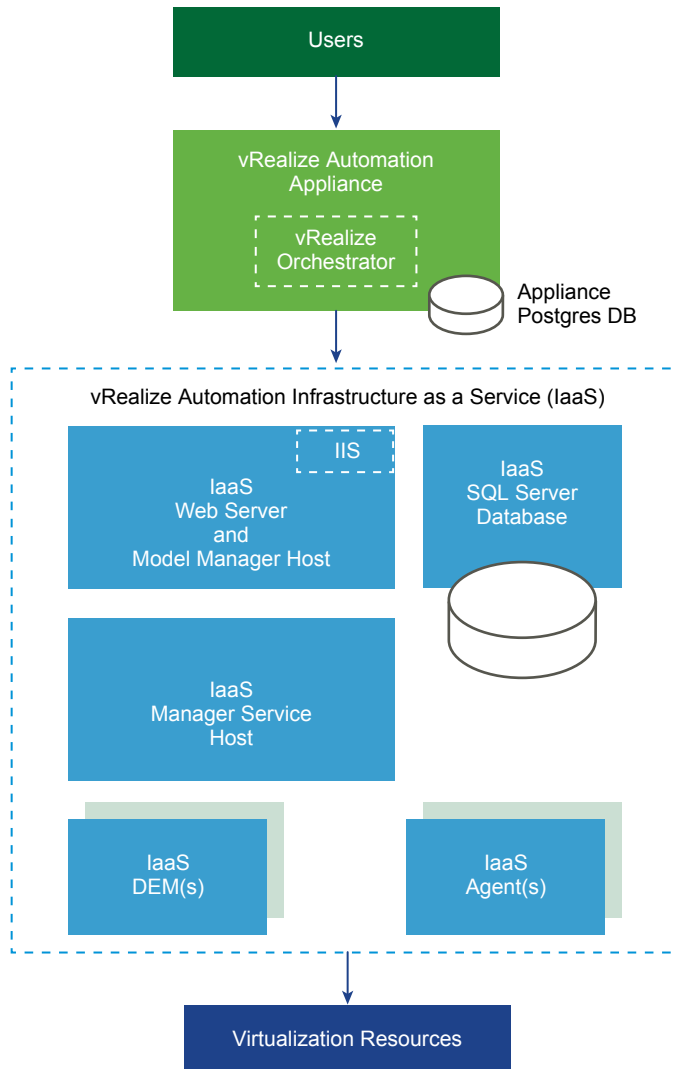 Users
vRealize Automation
Appliance
vRealize
Orchestrator
Appliance
Postgres DB
vRealize Automation Infrastructure as a Service (IaaS)
IIS
IaaS
Web Server
and
Model Manager Host
IaaS
SQL Server
Database
IaaS
Manager Service
Host
IaaS
DEM(s)
IaaS
Agent(s)
Virtualization Resources